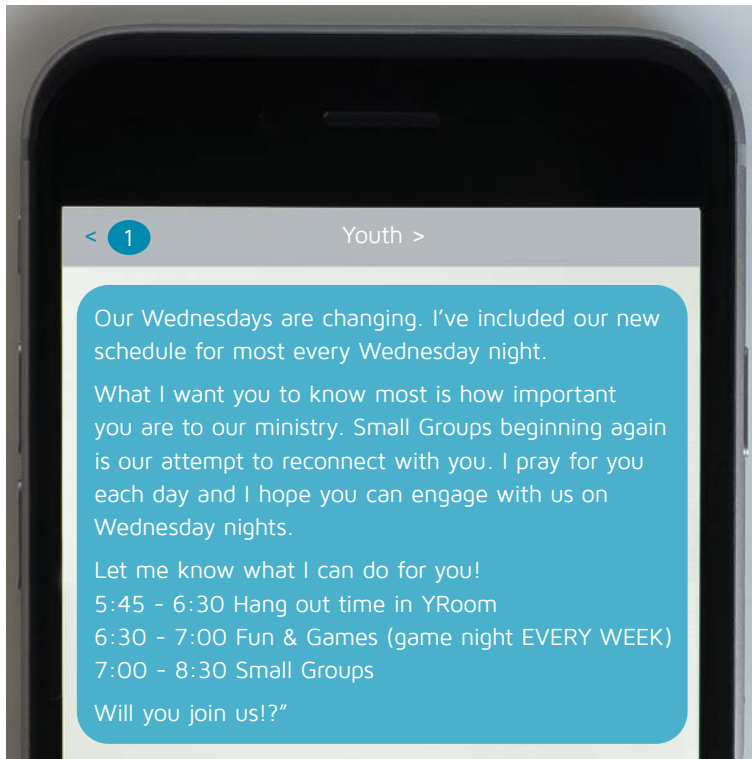 < 1 Youth >
Our Wednesdays are changing. I’ve included our new
schedule for most every Wednesday night.
What I want you to know most is how important
you are to our ministry. Small Groups beginning again
is our attempt to reconnect with you. I pray for you
each day and I hope you can engage with us on
Wednesday nights.
Let me know what I can do for you!
5:45 - 6:30 Hang out time in YRoom
6:30 - 7:00 Fun & Games (game night EVERY WEEK)
7:00 - 8:30 Small Groups
Will you join us!?”